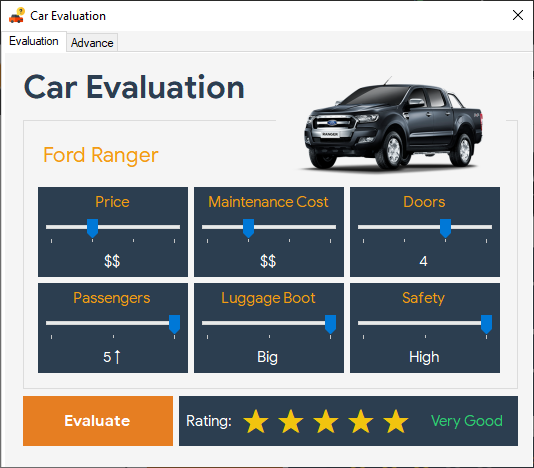 Car Evaluation
Evaluation Advance
Car Evaluation
RANGER
Ford Ranger
Price Maintenance Cost Doors
$$ $$ 4
Passengers Luggage Boot Safety
5↑ Big High
Evaluate Rating: Very Good